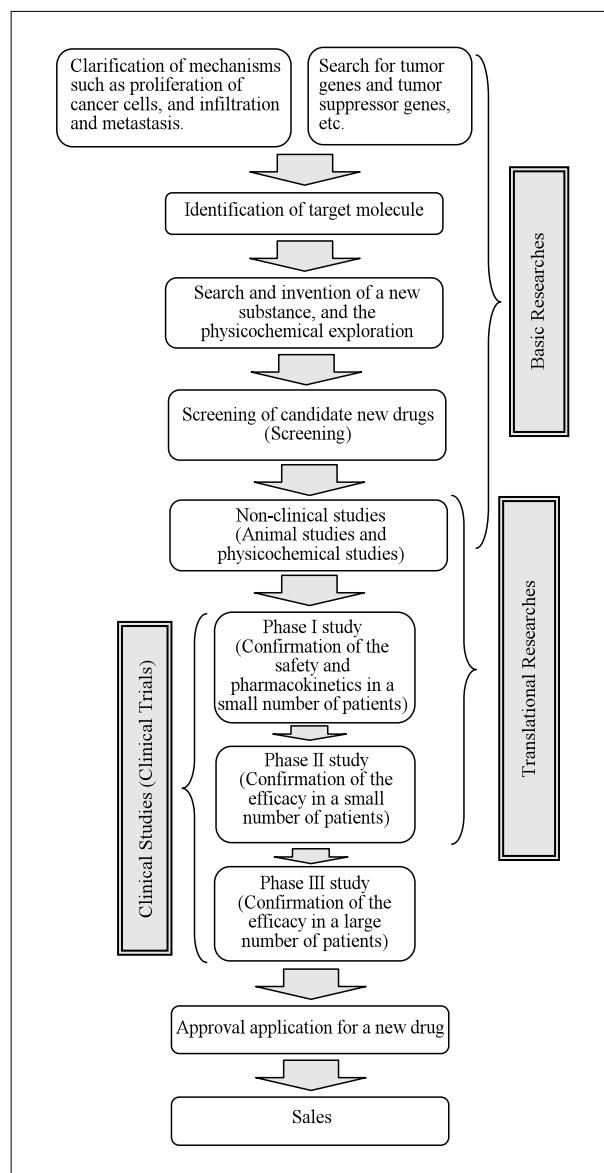 Clarification of mechanisms
such as proliferation of
cancer cells, and infiltration
and metastasis.
Search for tumor
genes and tumor
suppressor genes,
etc.
Identification of target molecule
Search and invention of a new
substance, and the
physicochemical exploration
Screening of candidate new drugs
(Screening)
Basic Researches
Non-clinical studies
(Animal studies and
physicochemical studies)
Phase I study
(Confirmation of the
safety and
pharmacokinetics in a
small number of patients)
Phase II study
(Confirmation of the
efficacy in a small
number of patients)
Translational Researches
Phase III study
(Confirmation of the
efficacy in a large
number of patients)
Clinical Studies (Clinical Trials)
Approval application for a new drug
Sales